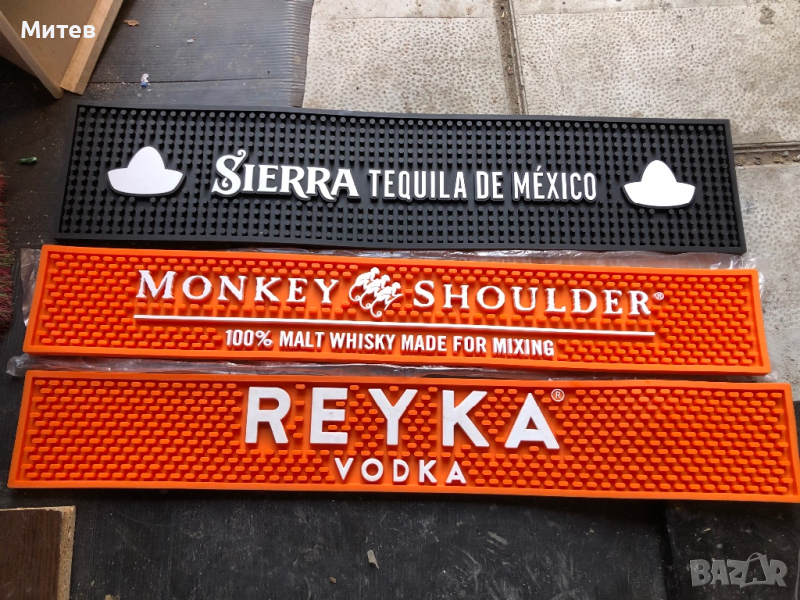 Митев
SIERRA TEQUILA DE MÉXICO
MONKEY SHOULDER®
100% MALT WHISKY MADE FOR MIXING
REYKA®
VODKA
BAZAR